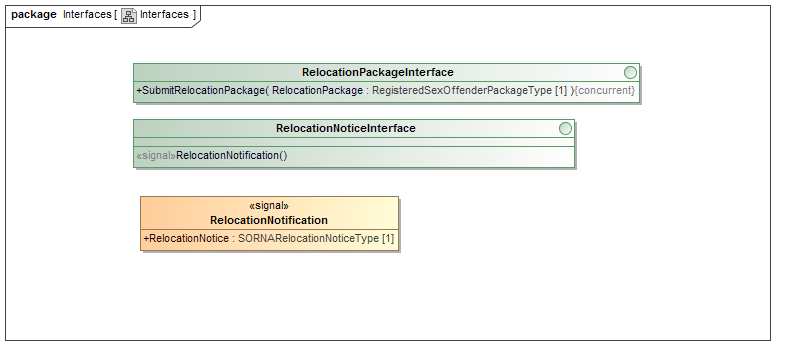 package Interfaces [ Interfaces ]
RelocationPackageInterface
+SubmitRelocationPackage( RelocationPackage : RegisteredSexOffenderPackageType [1] ){concurrent}
RelocationNoticeInterface
«signal»RelocationNotification()
«signal»
RelocationNotification
+RelocationNotice : SORNARelocationNoticeType [1]